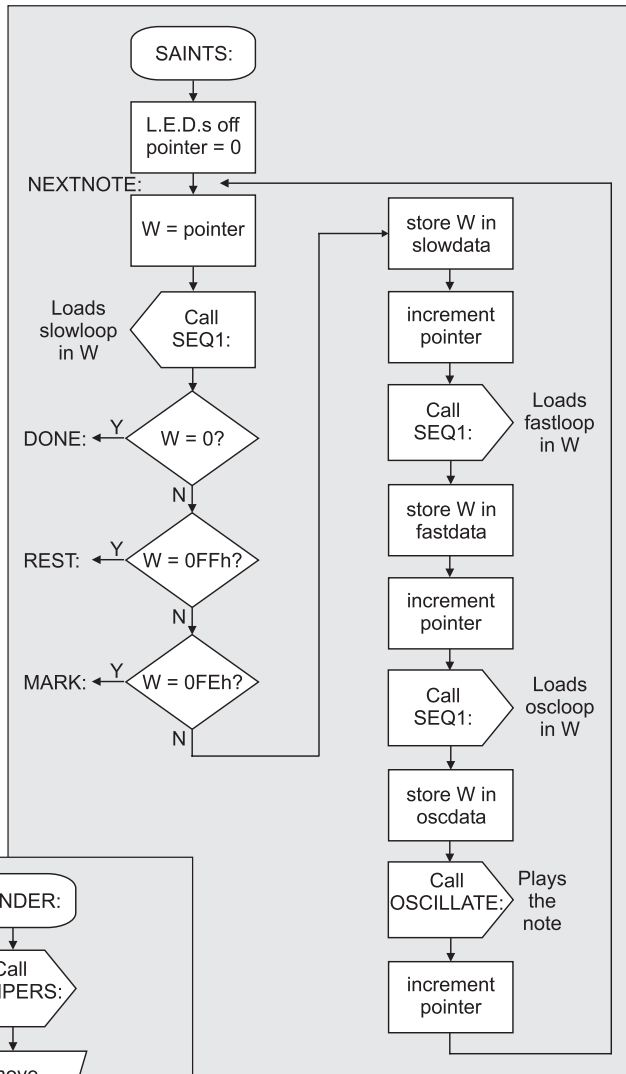 SAINTS:
L.E.D.s off
pointer = 0
NEXTNOTE:
W = pointer
Loads
slowloop
in W
Call
SEQ1:
DONE:
Y
W = 0?
N
REST:
Y
W = 0FFh?
N
MARK:
Y
W = 0FEh?
N
store W in
slowdata
increment
pointer
Call
SEQ1:
Loads
fastloop
in W
store W in
fastdata
increment
pointer
Call
SEQ1:
Loads
oscloop
in W
store W in
oscdata
Call
OSCILLATE:
Plays
the
note
increment
pointer
NDER:
Call
IPERS: